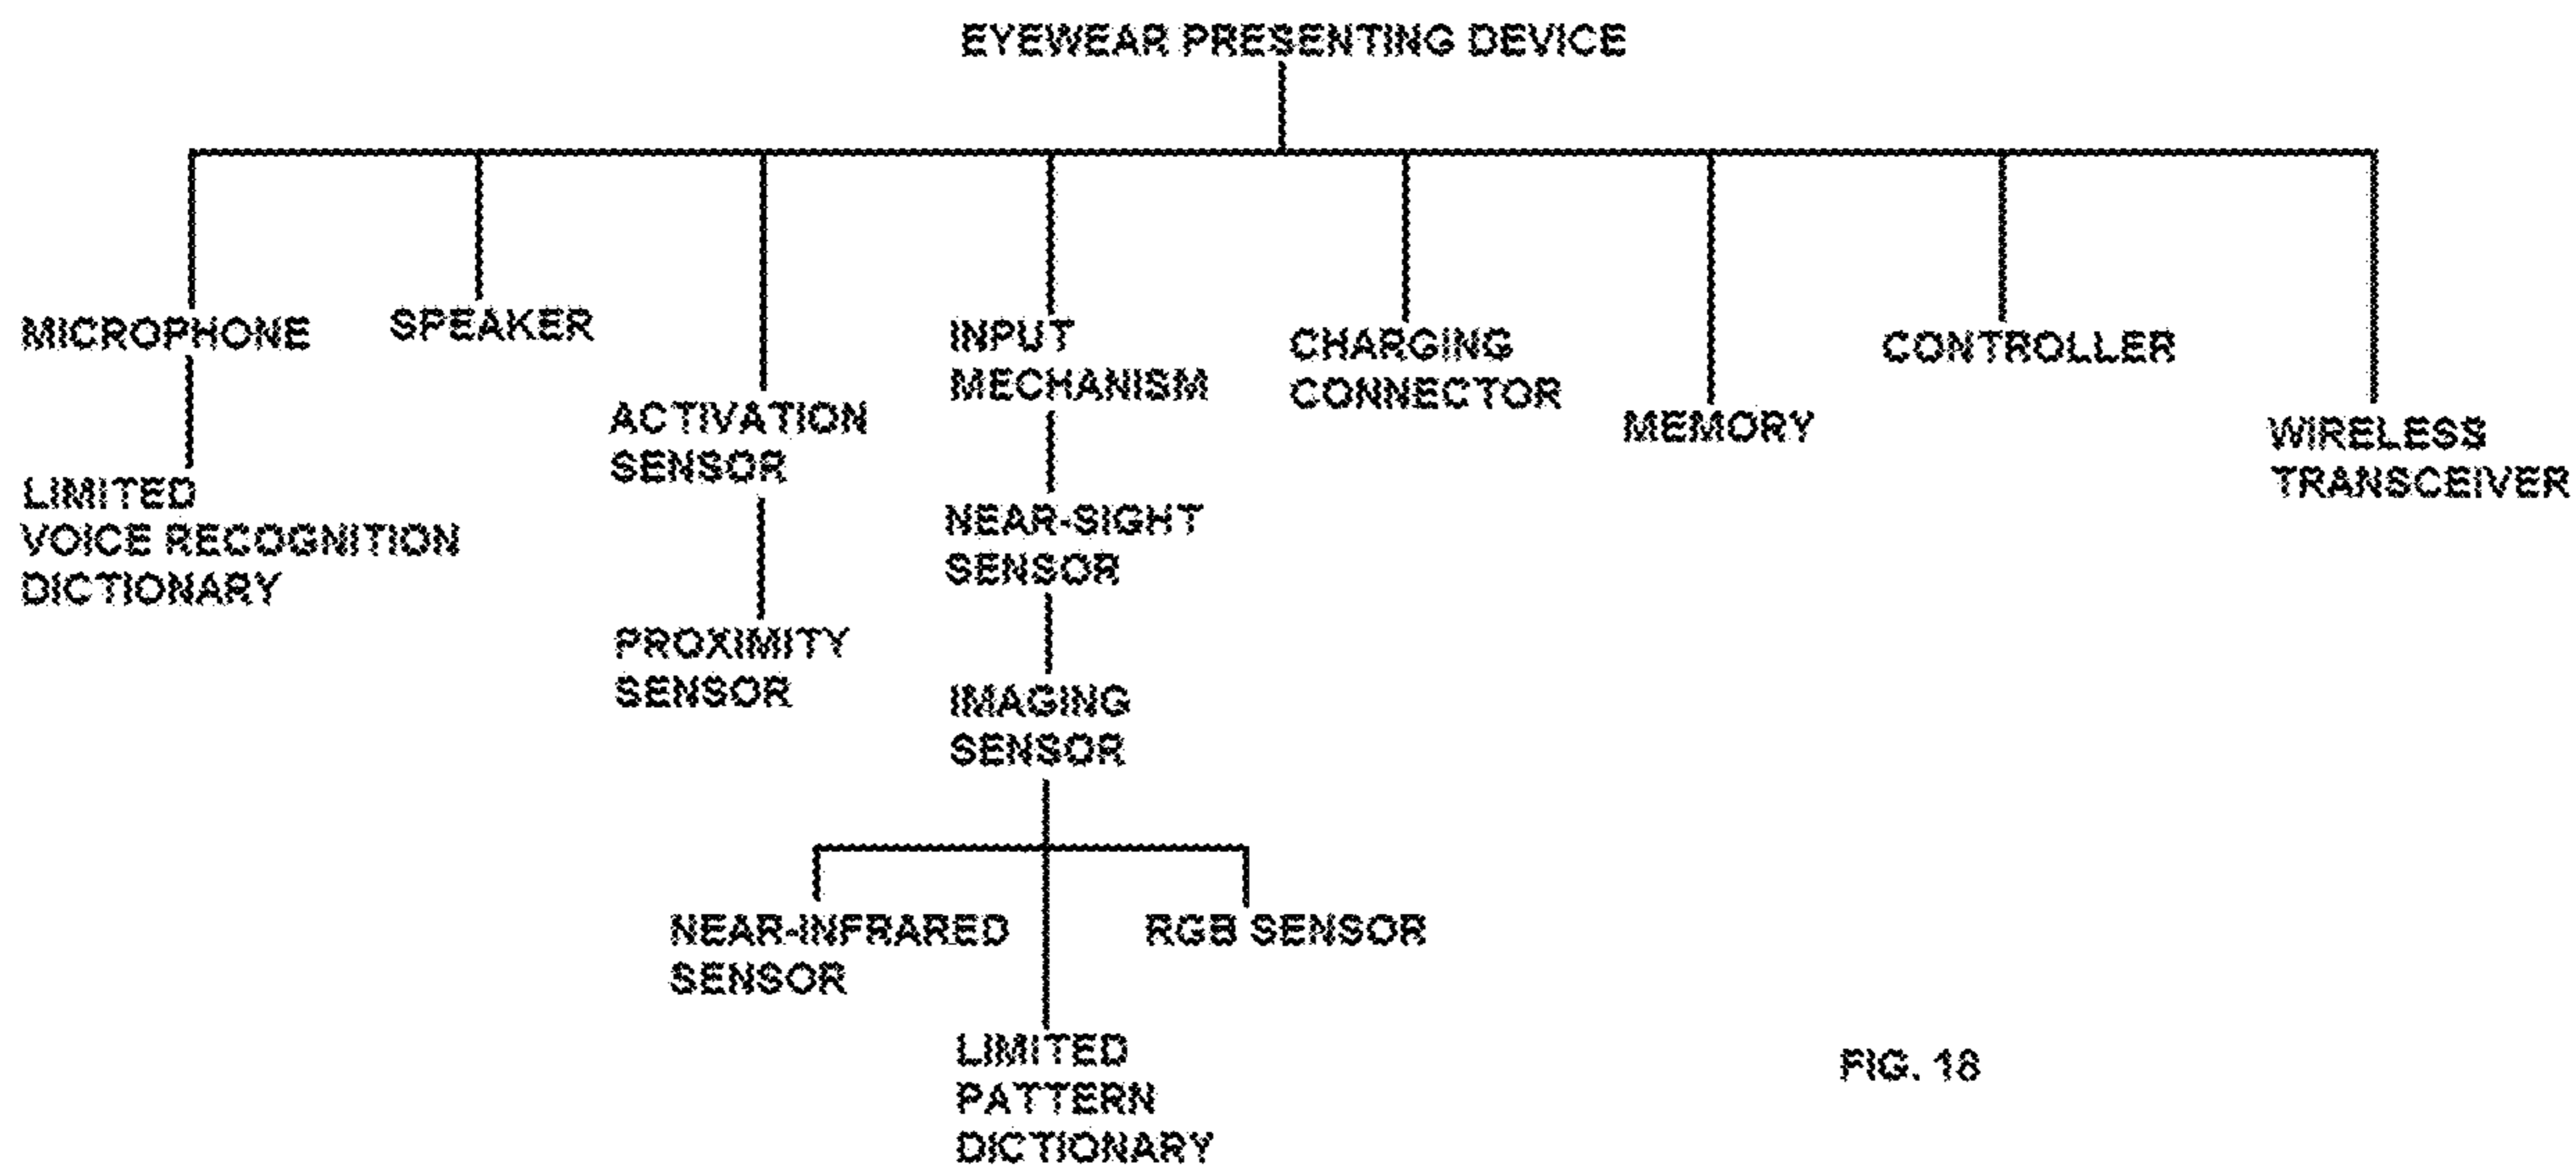 EYEWEAR PRESENTING DEVICE
MICROPHONE
LIMITED
VOICE RECOGNITION
DICTIONARY
SPEAKER
ACTIVATION
SENSOR
PROXIMITY
SENSOR
INPUT
MECHANISM
NEAR-SIGHT
SENSOR
IMAGING
SENSOR
NEAR-INFRARED
SENSOR
LIMITED
PATTERN
DICTIONARY
RGB SENSOR
CHARGING
CONNECTOR
MEMORY
CONTROLLER
WIRELESS
TRANSCEIVER
FIG. 18